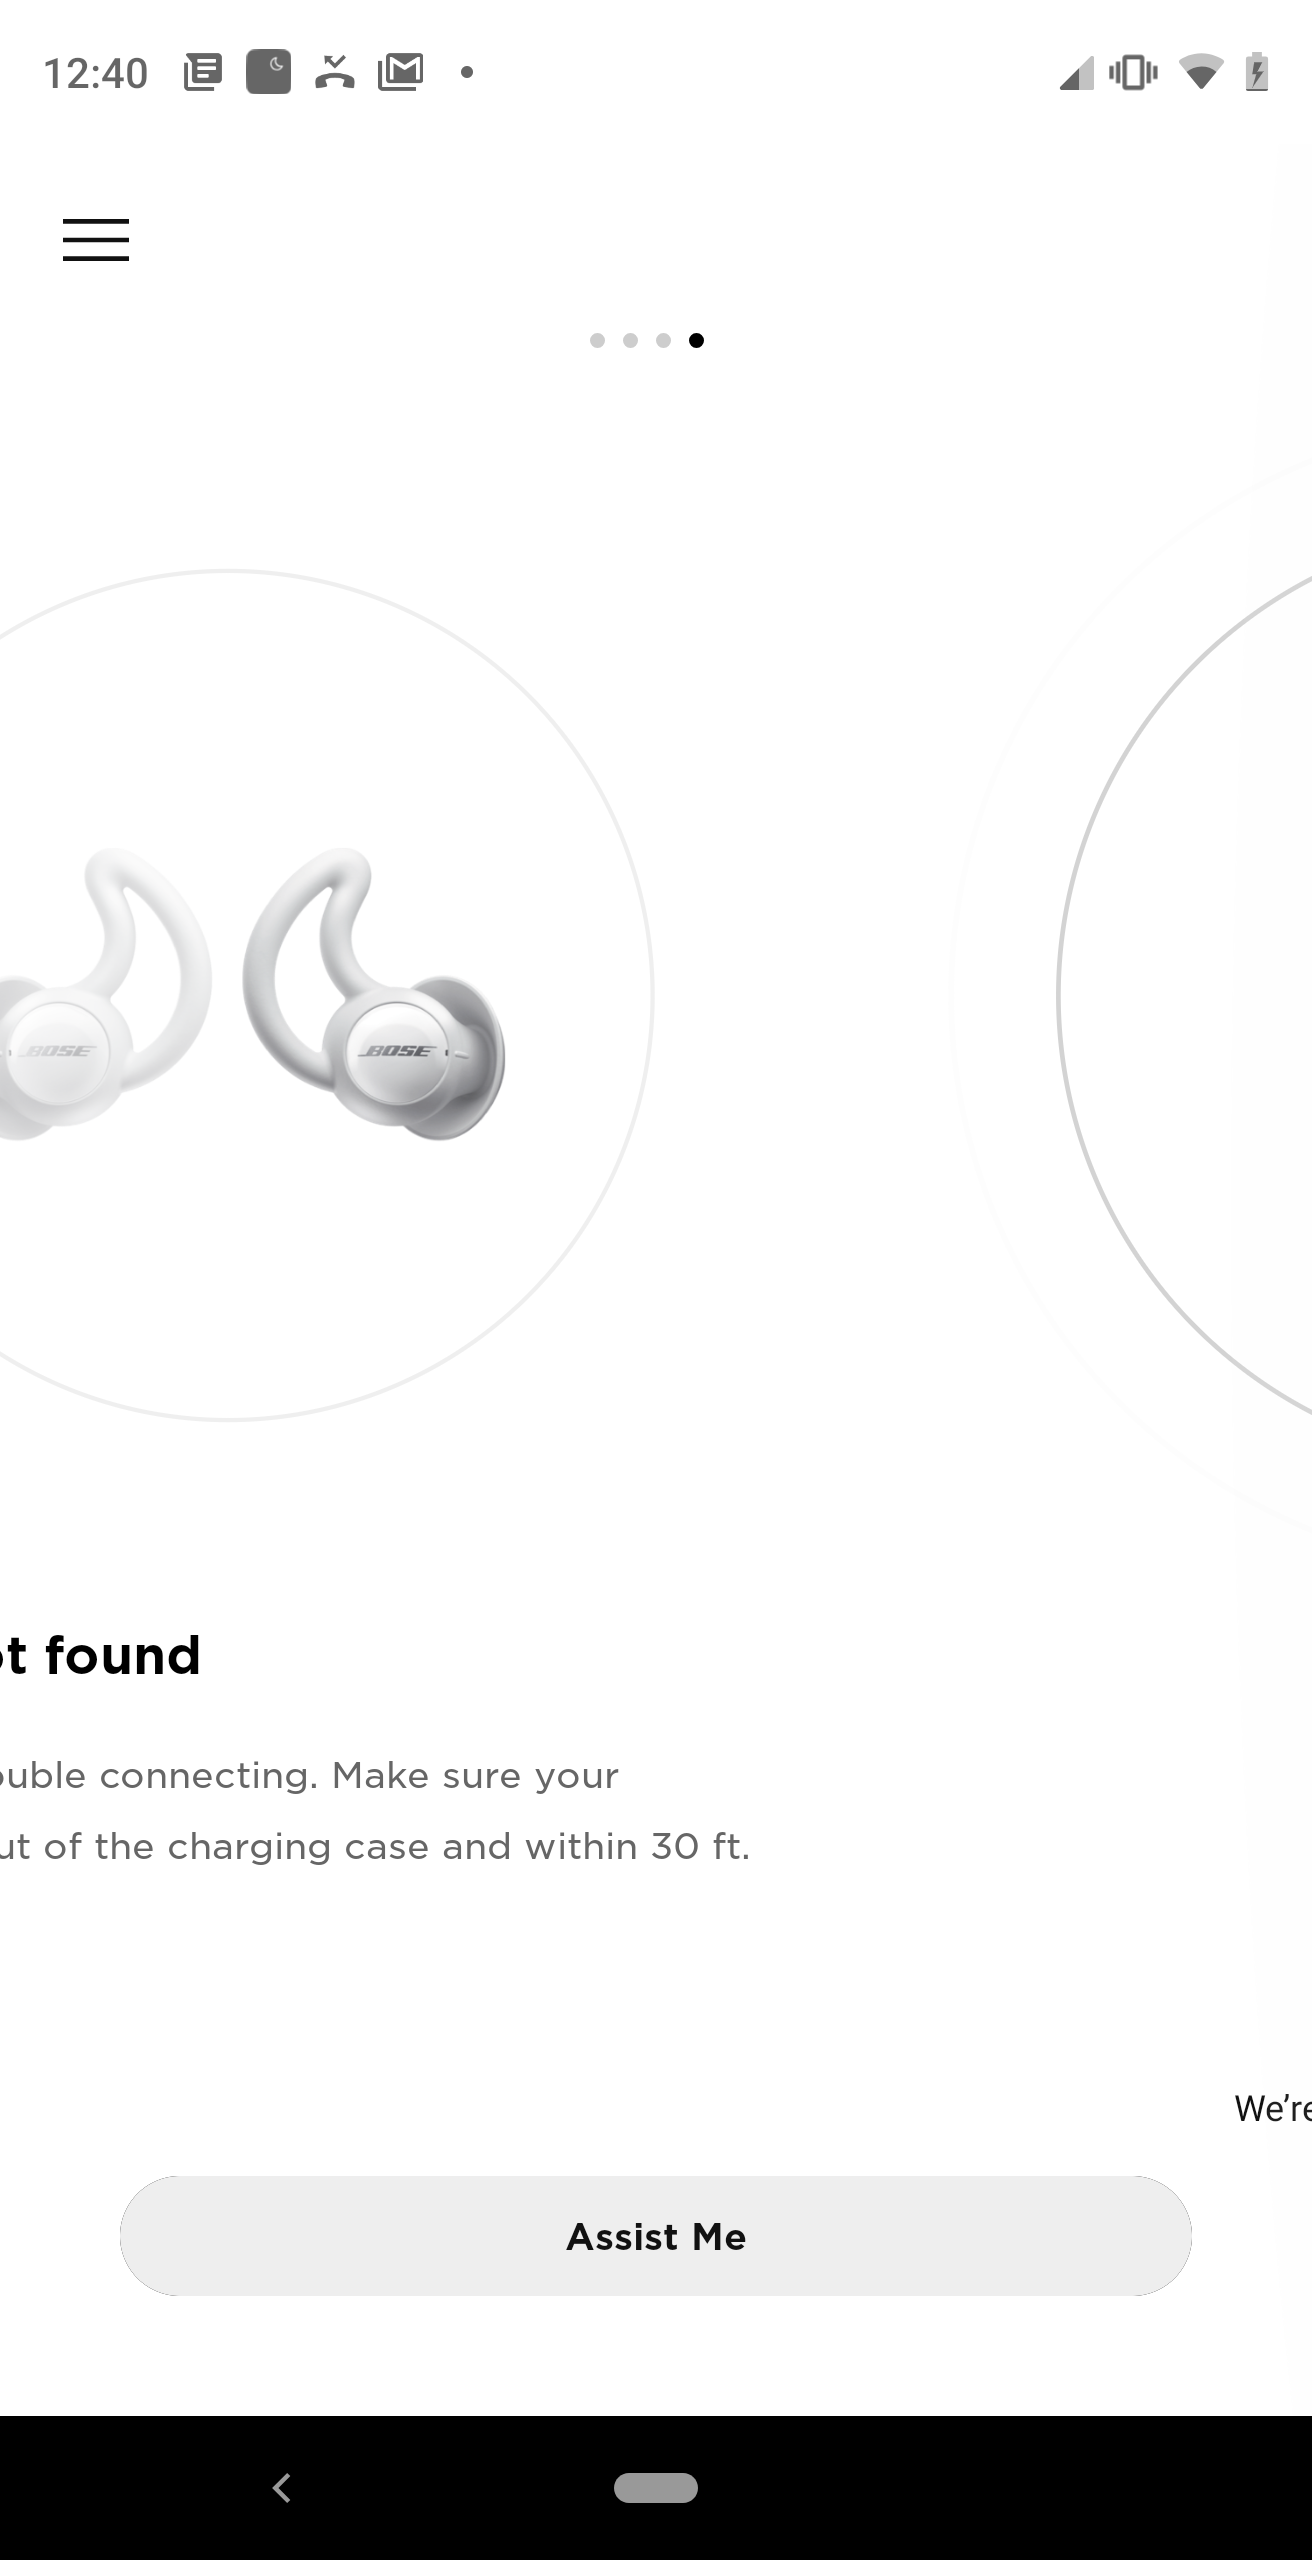 12:40
BOSE BOSE
ot found
ouble connecting. Make sure your
ut of the charging case and within 30 ft.
We're
Assist Me